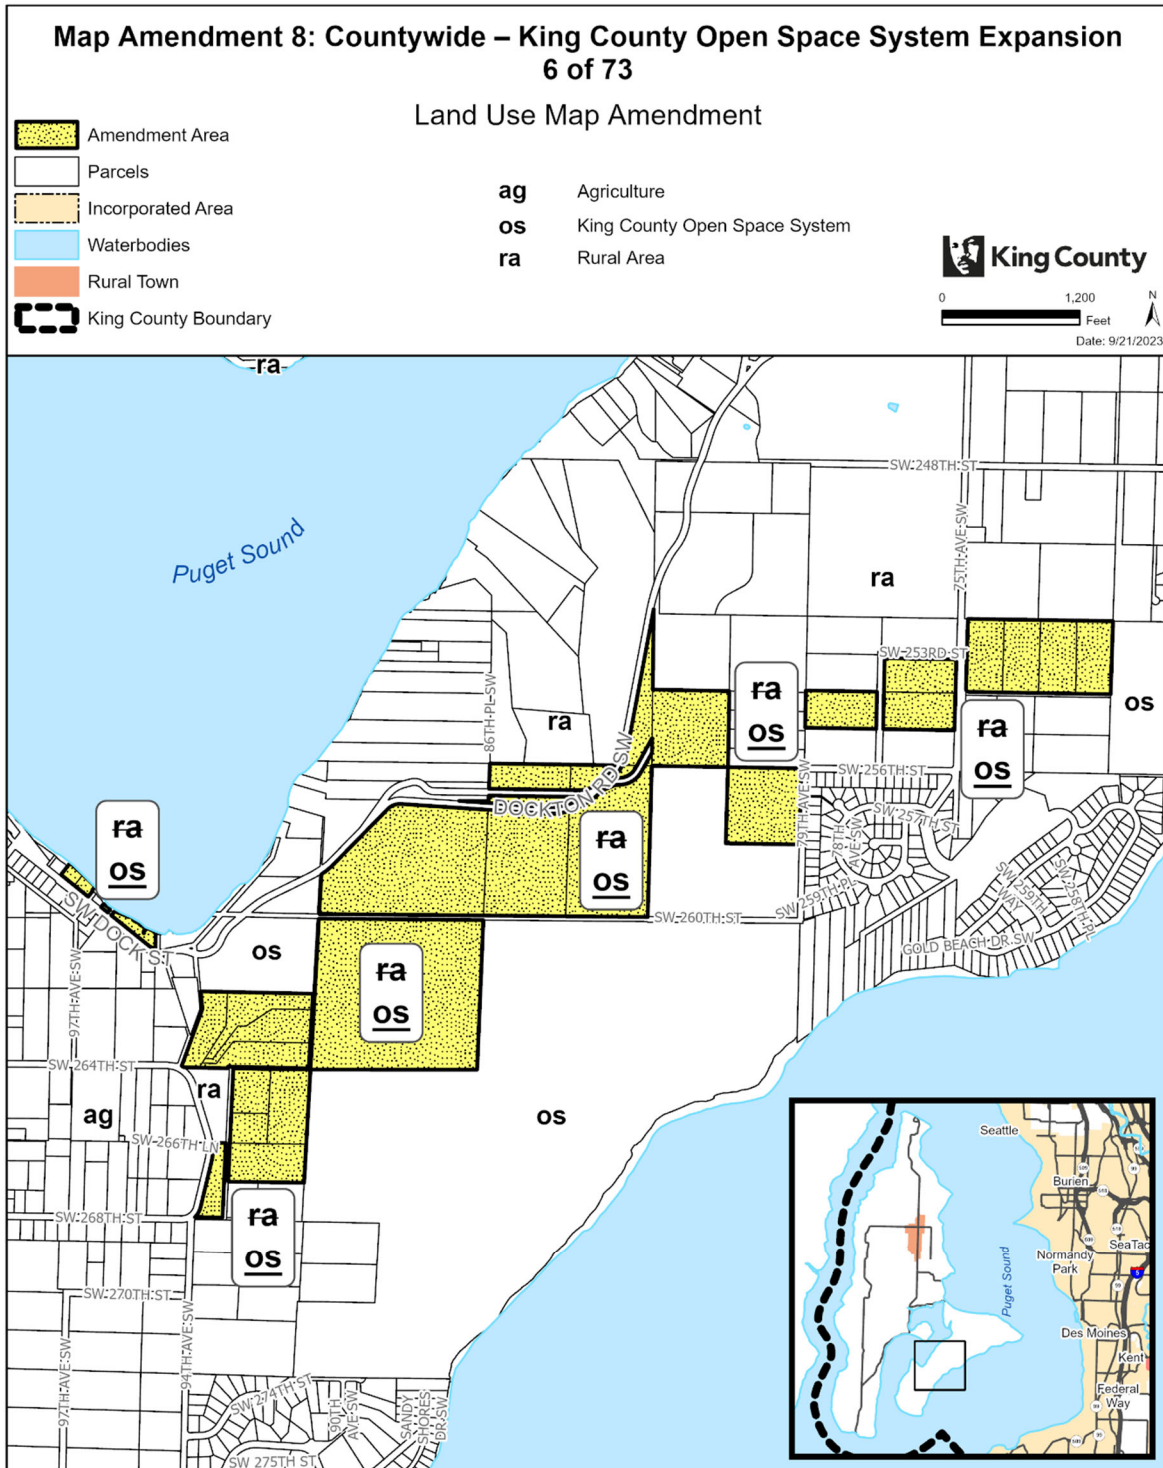 Map Amendment 8: Countywide – King County Open Space System Expansion
6 of 73
Land Use Map Amendment
Amendment Area
Parcels
Incorporated Area
Waterbodies
Rural Town
King County Boundary
ag Agriculture
os King County Open Space System
ra Rural Area
King County
0 1,200
Feet
N
Date: 9/21/2023
ra
SW 248TH ST
Puget Sound
75TH AVE SW
ra
SW 253RD ST
86TH PL SW
ra
ra
os
os
ra
os
DOCKTON RD SW
79TH AVE SW
SW 256TH ST
78TH AVE SW
SW 257TH ST
ra
os
ra
os
SW 259TH PL
SW 259TH WAY
SW 258TH PL
SW 260TH ST
GOLD BEACH DR SW
SW DOCK ST
os
97TH AVE SW
ra
os
SW 264TH ST
ra
ag
os
SW 266TH LN
SW 268TH ST
ra
os
SW 270TH ST
97TH AVE SW
94TH AVE SW
SW 274TH ST
90TH AVE SW
SANDY SHORES DR SW
SW 275TH ST
Seattle
Burien
SeaTac
Normandy Park
Puget Sound
Des Moines
Kent
Federal Way
509
99
518
5